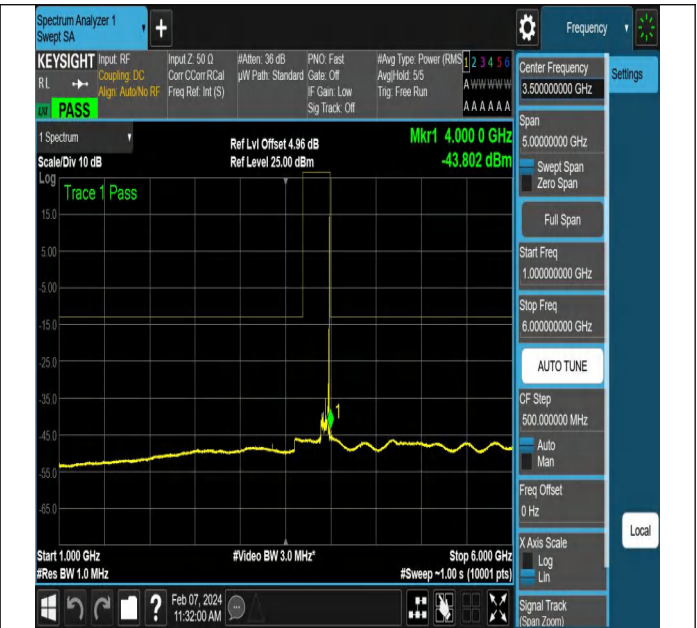 Spectrum Analyzer 1
Swept SA
+
Frequency
KEYSIGHT
RL
PASS
Input: RF
Coupling: DC
Align: Auto/No RF
Input Z: 50 Ω
Corr CCorr RCal
Freq Ref: Int (S)
#Atten: 36 dB
µW Path: Standard
PNO: Fast
Gate: Off
IF Gain: Low
Sig Track: Off
#Avg Type: Power (RMS
Avg|Hold: 5/5
Trig: Free Run
1 2 3 4 5 6
A W W W W W
A A A A A A
1 Spectrum
Scale/Div 10 dB
Ref Lvl Offset 4.96 dB
Ref Level 25.00 dBm
Mkr1 4.000 0 GHz
-43.802 dBm
Log
Trace 1 Pass
15.0
5.00
-5.00
-15.0
-25.0
-35.0
-45.0
-55.0
-65.0
1
Start 1.000 GHz
#Res BW 1.0 MHz
#Video BW 3.0 MHz*
Stop 6.000 GHz
#Sweep ~1.00 s (10001 pts)
Feb 07, 2024
11:32:00 AM
Center Frequency
3.500000000 GHz
Settings
Span
5.00000000 GHz
Swept Span
Zero Span
Full Span
Start Freq
1.000000000 GHz
Stop Freq
6.000000000 GHz
AUTO TUNE
CF Step
500.000000 MHz
Auto
Man
Freq Offset
0 Hz
X Axis Scale
Log
Lin
Local
Signal Track
(Span Zoom)